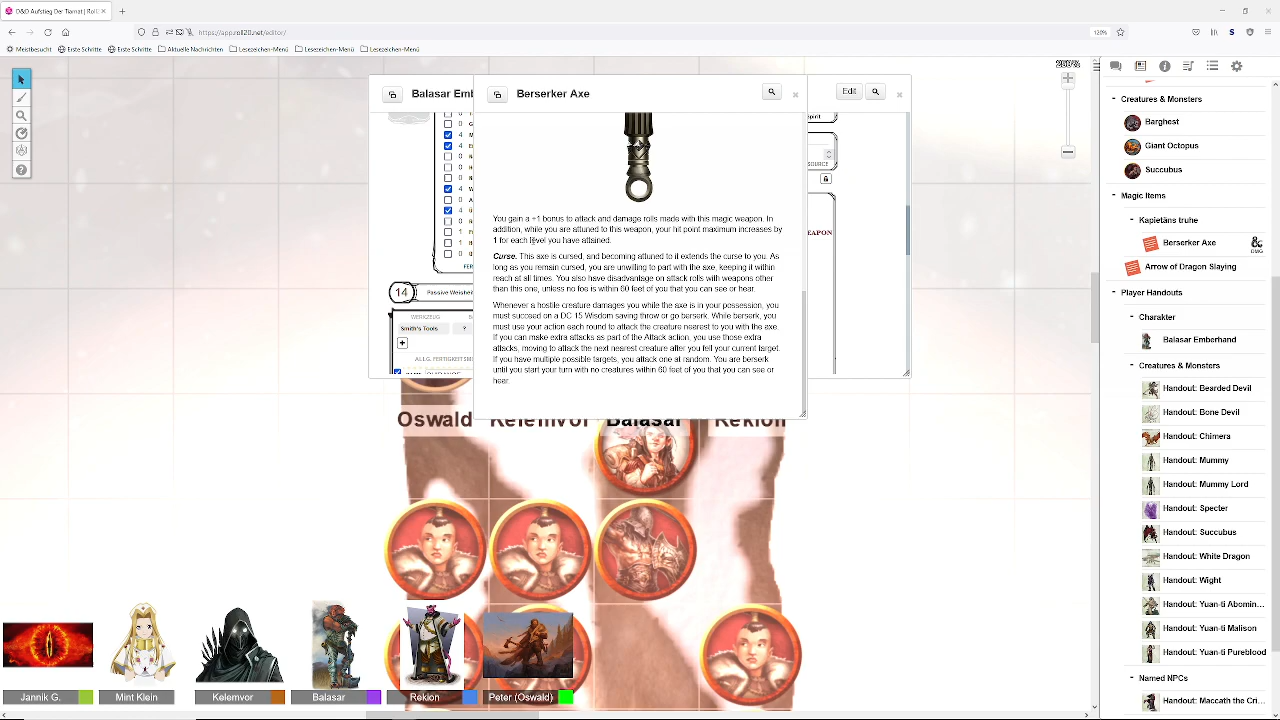 D&D Aufstieg Der Tiamat | Roll2
https://app.roll20.net/editor/
120%
Meistbesucht
Erste Schritte
Erste Schritte
Aktuelle Nachrichten
Lesezeichen-Menü
Lesezeichen-Menü
Lesezeichen-Menü
Balasar Emb
Berserker Axe
Edit
You gain a +1 bonus to attack and damage rolls made with this magic weapon. In
addition, while you are attuned to this weapon, your hit point maximum increases by
1 for each level you have attained.
Curse. This axe is cursed, and becoming attuned to it extends the curse to you. As
long as you remain cursed, you are unwilling to part with the axe, keeping it within
reach at all times. You also have disadvantage on attack rolls with weapons other
than this one, unless no foe is within 60 feet of you that you can see or hear.
Whenever a hostile creature damages you while the axe is in your possession, you
must succeed on a DC 15 Wisdom saving throw or go berserk. While berserk, you
must use your action each round to attack the creature nearest to you with the axe.
If you can make extra attacks as part of the Attack action, you use those extra
attacks, moving to attack the next nearest creature after you fell your current target.
If you have multiple possible targets, you attack one at random. You are berserk
until you start your turn with no creatures within 60 feet of you that you can see or
hear.
14
Passive Weisheit
WERKZEUG
Smith's Tools
?
+
SOURCE
EAPON
Oswald
Kelemvor
Balasar
Rekion
Jannik G.
Mint Klein
Kelemvor
Balasar
Rekion
Peter (Oswald)
Creatures & Monsters
Barghost
Giant Octopus
Succubus
Magic Items
Kapietäns truhe
Berserker Axe
DMG
Arrow of Dragon Slaying
Player Handouts
Charakter
Balasar Emberhand
Creatures & Monsters
Handout: Bearded Devil
Handout: Bone Devil
Handout: Chimera
Handout: Mummy
Handout: Mummy Lord
Handout: Specter
Handout: Succubus
Handout: White Dragon
Handout: Wight
Handout: Yuan-ti Abomin...
Handout: Yuan-ti Malison
Handout: Yuan-ti Pureblood
Named NPCs
Handout: Maccath the Cri...